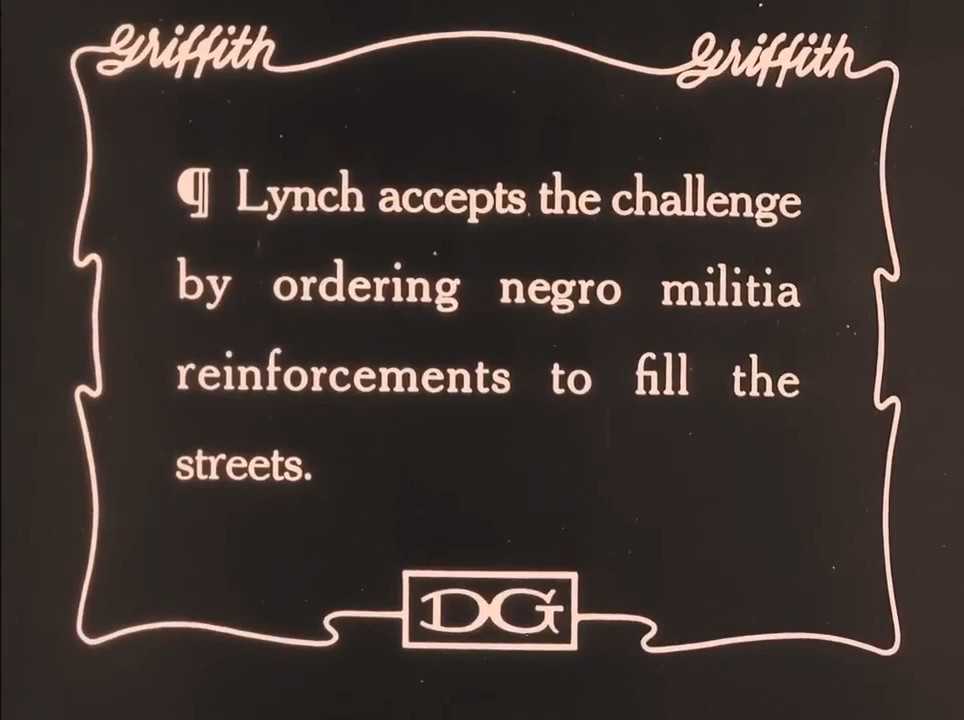 Griffith Griffith
¶ Lynch accepts the challenge
by ordering negro militia
reinforcements to fill the
streets.
DG